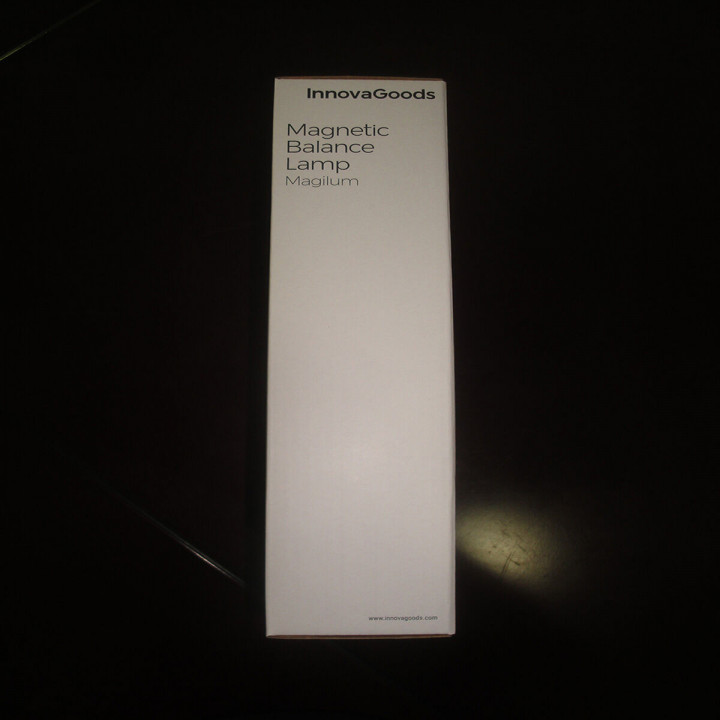 InnovaGoods
Magnetic
Balance
Lamp
Magilum
www.innovagoods.com